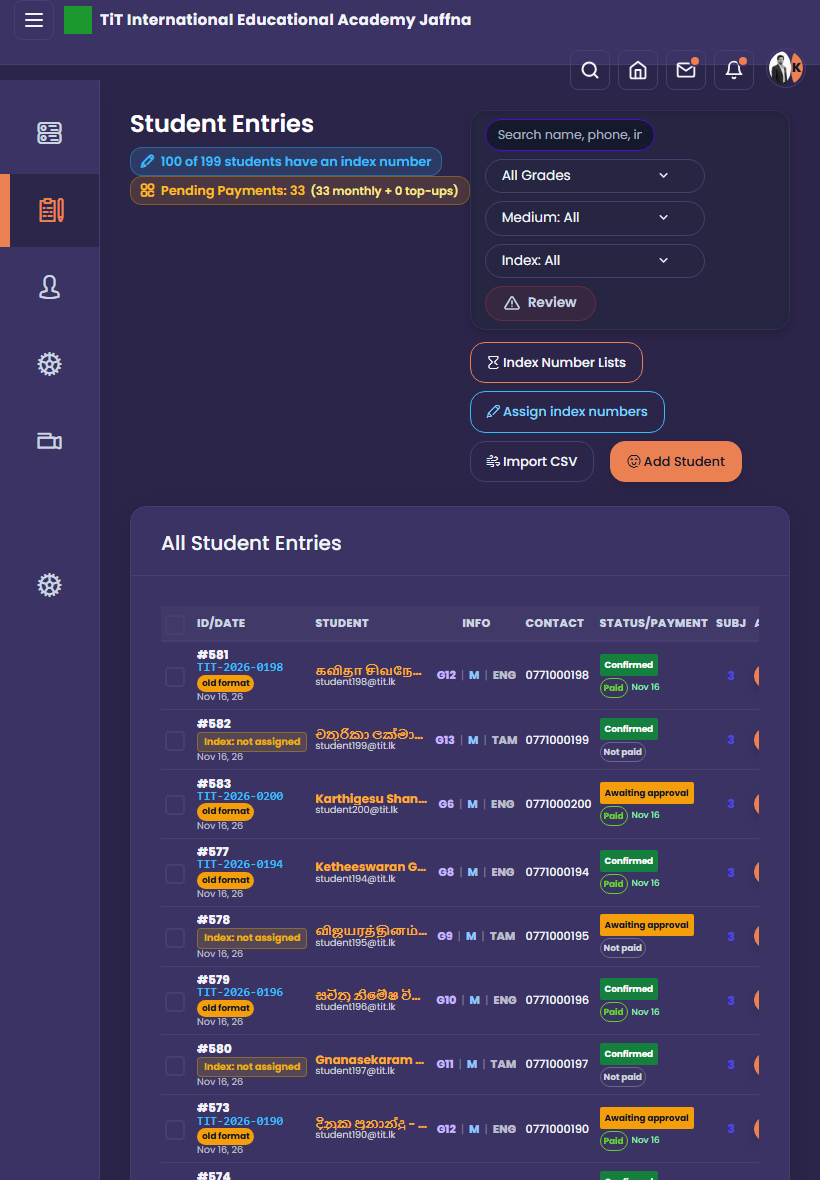 TiT International Educational Academy Jaffna
K
Student Entries
100 of 199 students have an index number
Pending Payments: 33 (33 monthly + 0 top-ups)
Search name, phone, ir
All Grades
Medium: All
Index: All
Review
Index Number Lists
Assign index numbers
Import CSV
Add Student
All Student Entries
ID/DATE STUDENT INFO CONTACT STATUS/PAYMENT SUBJ
#581
TIT-2026-0198
old format
Nov 16, 26
கவிதா சிவநே...
student198@tit.lk
G12 | M | ENG
0771000198
Confirmed
Paid Nov 16
3
#582
Index: not assigned
Nov 16, 26
චතුරිකා ලක්මා...
student199@tit.lk
G13 | M | TAM
0771000199
Confirmed
Not paid
3
#583
TIT-2026-0200
old format
Nov 16, 26
Karthigesu Shan...
student200@tit.lk
G6 | M | ENG
0771000200
Awaiting approval
Paid Nov 16
3
#577
TIT-2026-0194
old format
Nov 16, 26
Ketheeswaran G...
student194@tit.lk
G8 | M | ENG
0771000194
Confirmed
Paid Nov 16
3
#578
Index: not assigned
Nov 16, 26
விஜயரத்தினம்...
student195@tit.lk
G9 | M | TAM
0771000195
Awaiting approval
Not paid
3
#579
TIT-2026-0196
old format
Nov 16, 26
සචිත නිමේෂ වි...
student196@tit.lk
G10 | M | ENG
0771000196
Confirmed
Paid Nov 16
3
#580
Index: not assigned
Nov 16, 26
Gnanasekaram ...
student197@tit.lk
G11 | M | TAM
0771000197
Confirmed
Not paid
3
#573
TIT-2026-0190
old format
Nov 16, 26
දිනුක ප්‍රනාන්දු - ...
student190@tit.lk
G12 | M | ENG
0771000190
Awaiting approval
Paid Nov 16
3
#574
Confirmed